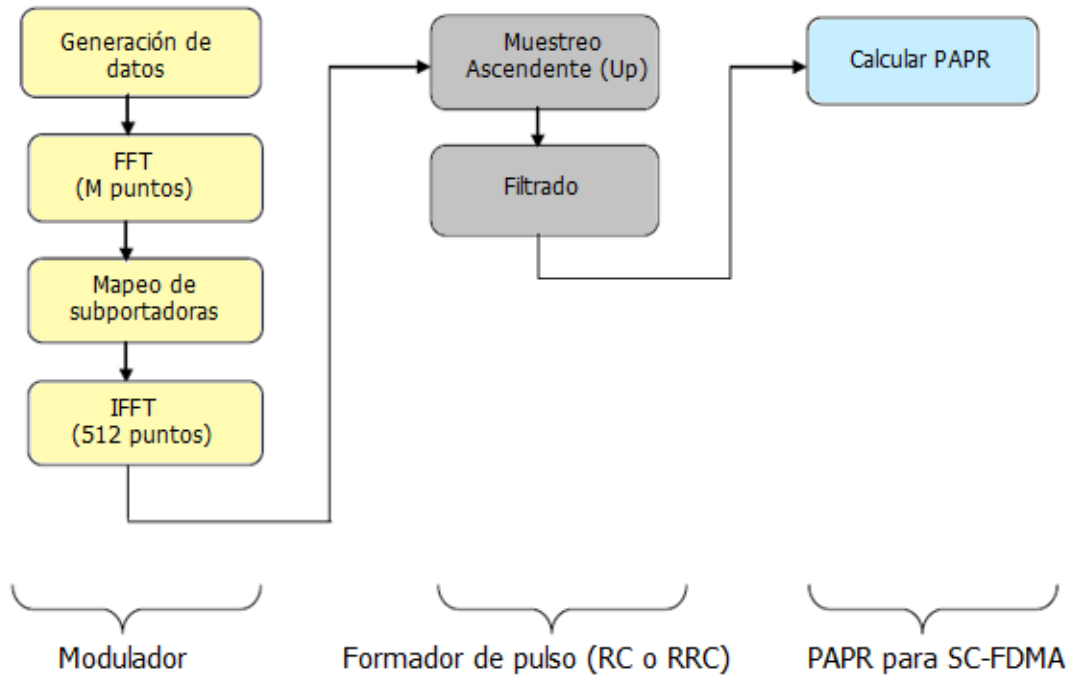 Generación de
datos
FFT
(M puntos)
Mapeo de
subportadoras
IFFT
(512 puntos)
Muestreo
Ascendente (Up)
Filtrado
Calcular PAPR
Modulador
Formador de pulso (RC o RRC)
PAPR para SC-FDMA